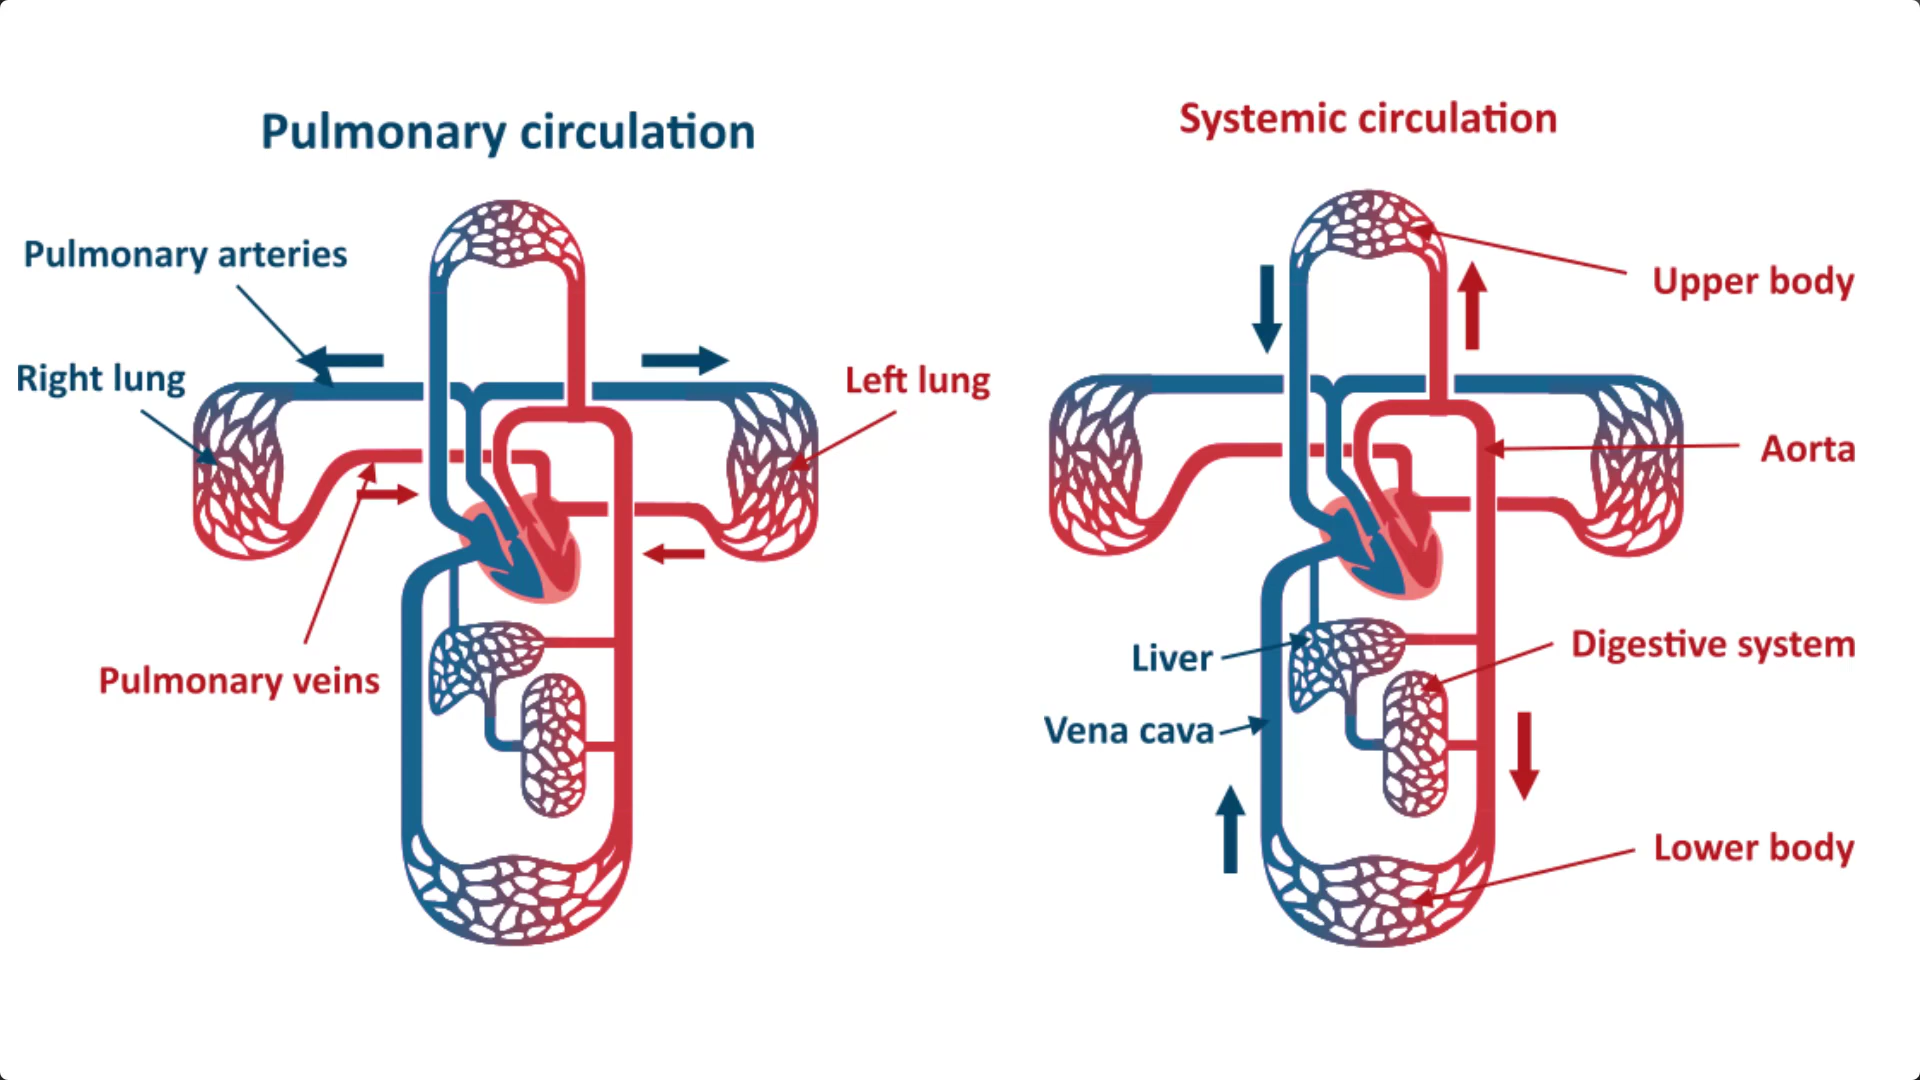 Pulmonary circulation
Pulmonary arteries
Right lung
Left lung
Pulmonary veins
Systemic circulation
Upper body
Aorta
Liver
Digestive system
Vena cava
Lower body